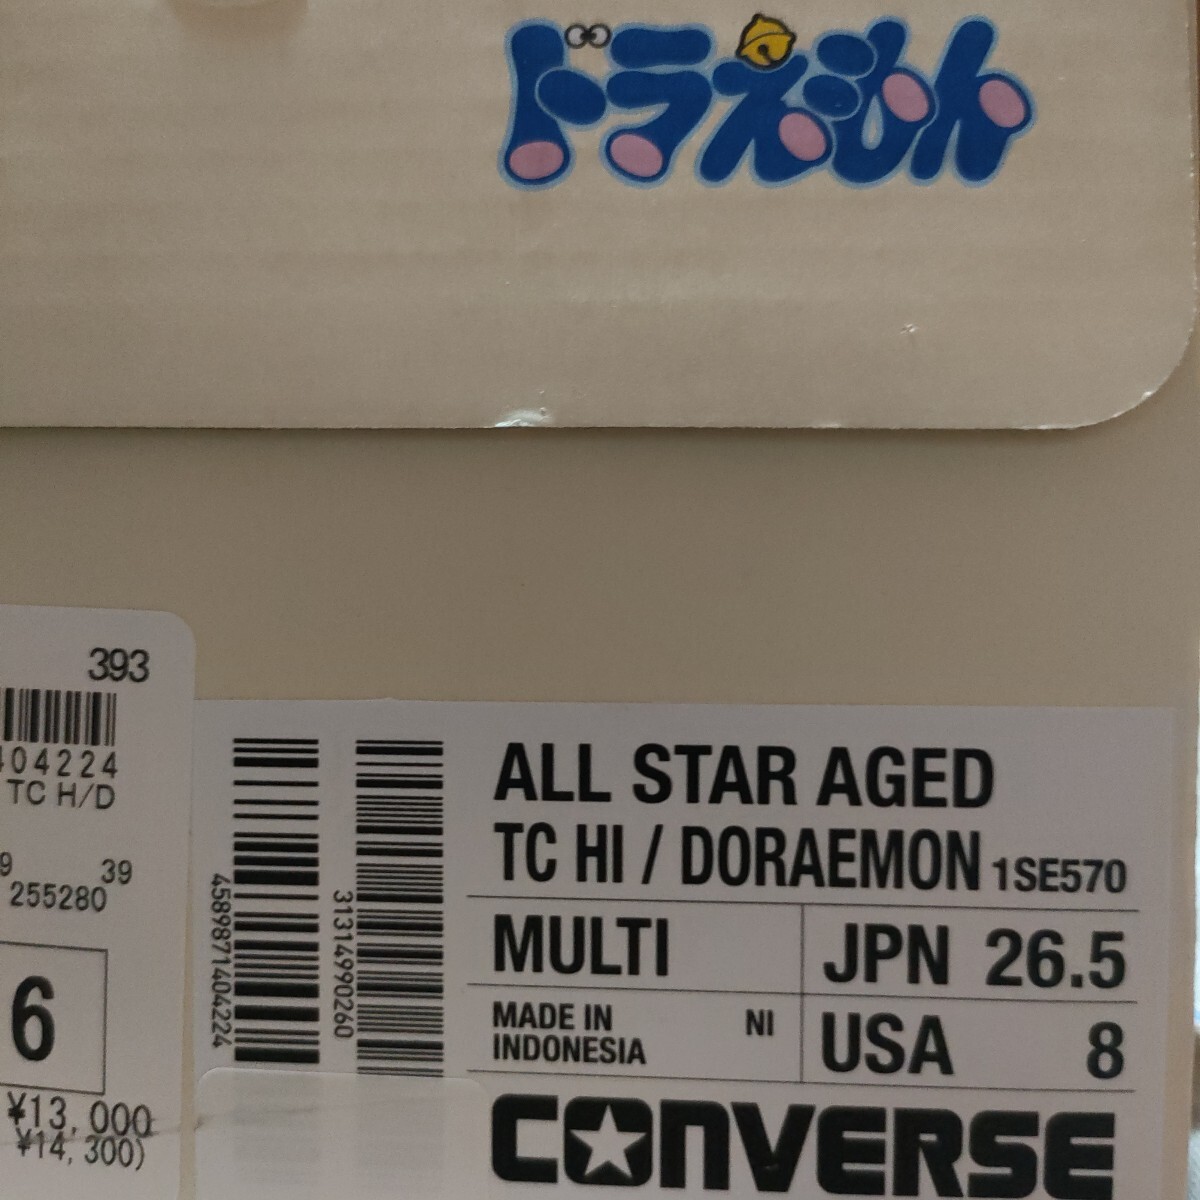 ドラえもん
393
404224
TC H/D
9 39
255280
6
¥13,000
¥14,300)
4589871404224
31314990260
ALL STAR AGED
TC HI / DORAEMON 1SE570
MULTI
JPN 26.5
MADE IN
INDONESIA
NI
USA 8
CONVERSE